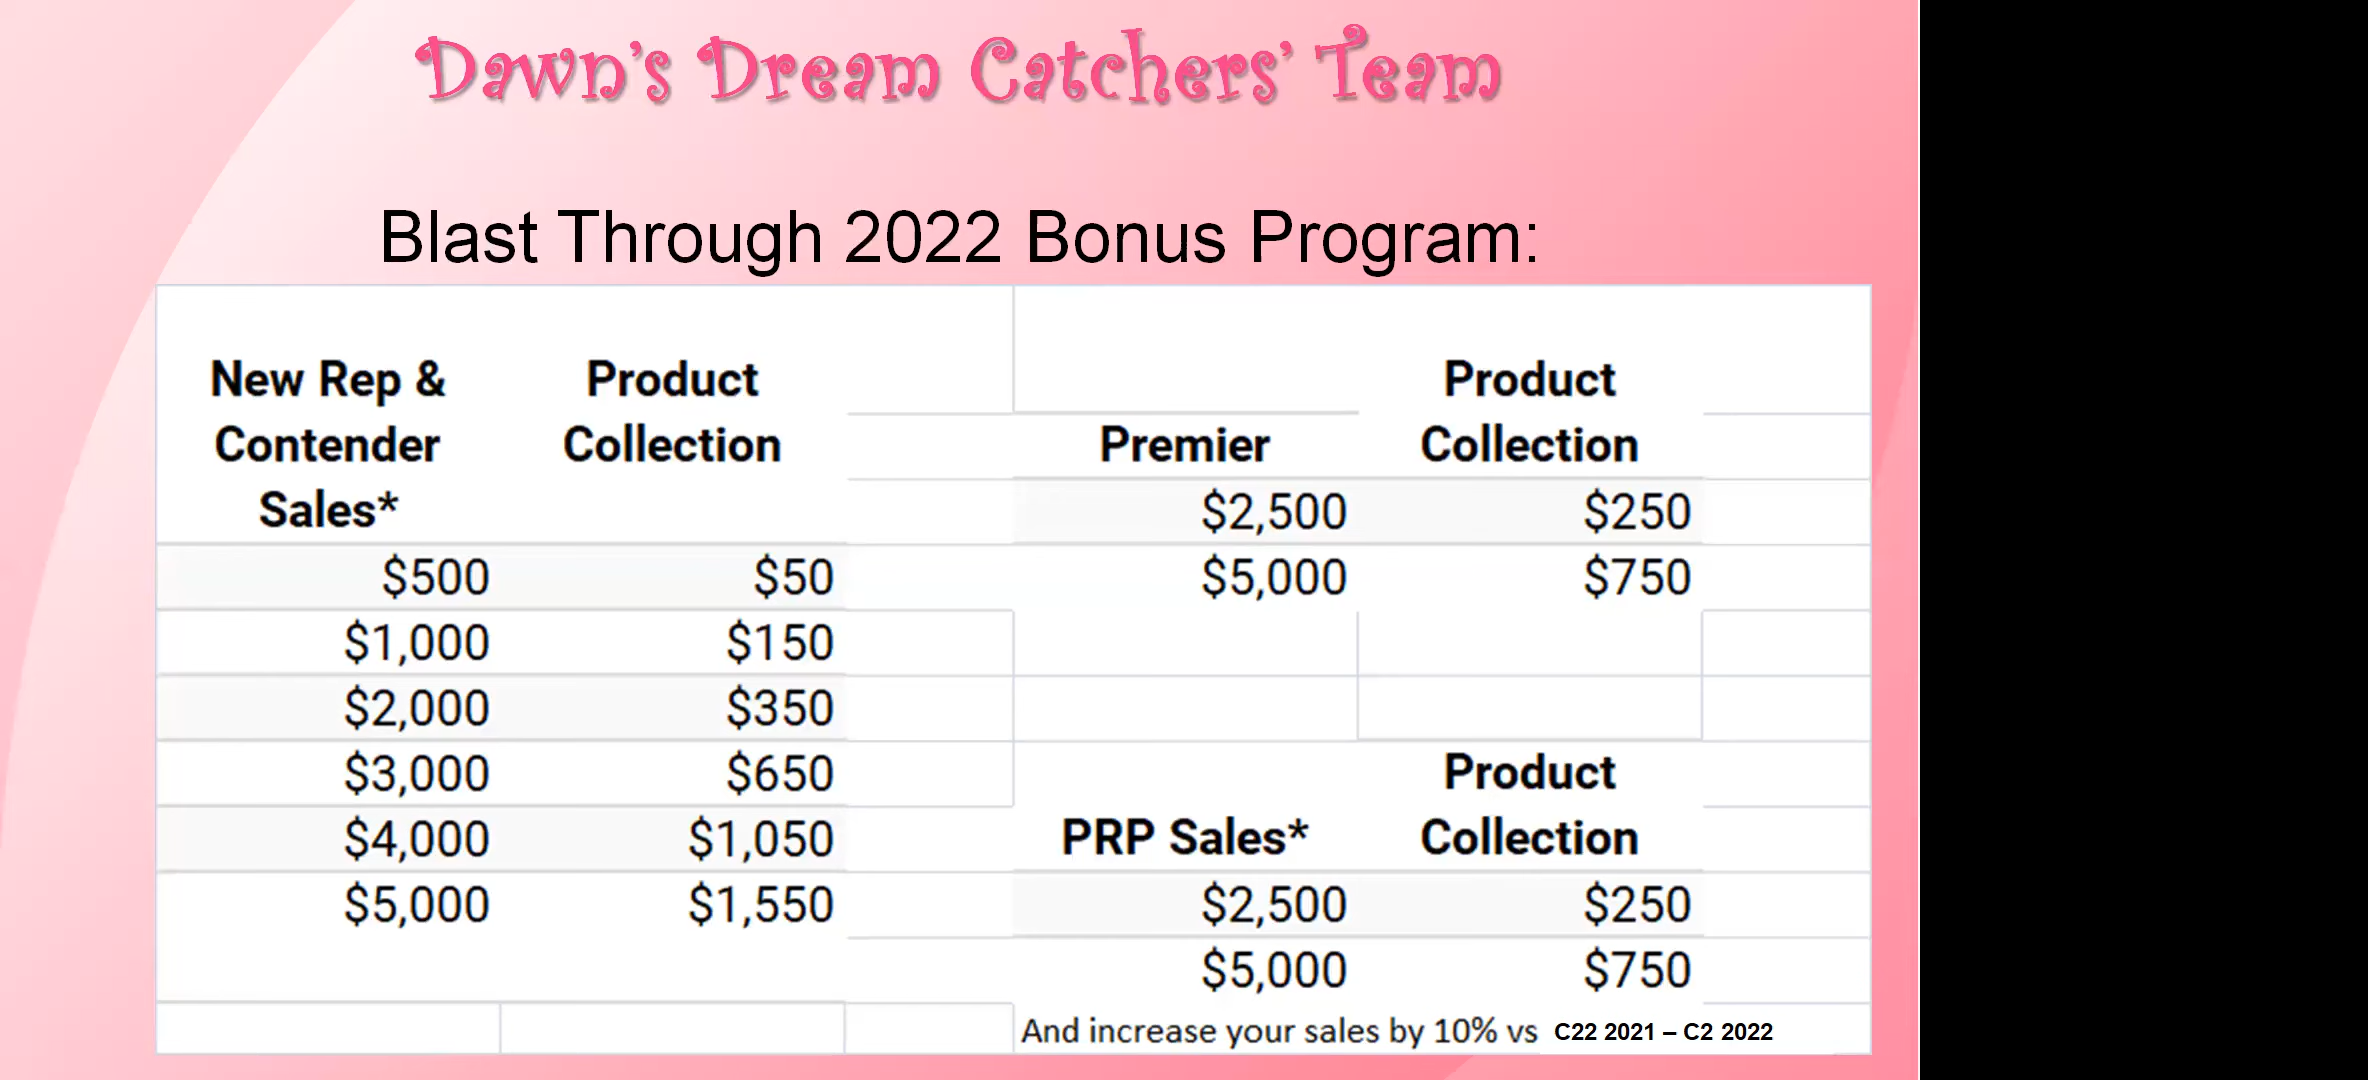 Dawn's Dream Catchers' Team
Blast Through 2022 Bonus Program:
New Rep &
Contender
Sales*
Product
Collection
$500 $50
$1,000 $150
$2,000 $350
$3,000 $650
$4,000 $1,050
$5,000 $1,550
Product
Premier Collection
$2,500 $250
$5,000 $750
Product
PRP Sales* Collection
$2,500 $250
$5,000 $750
And increase your sales by 10% vs C22 2021 – C2 2022